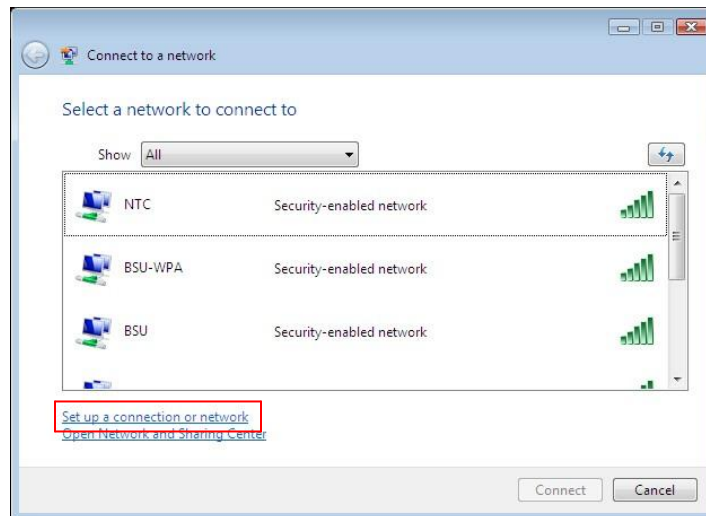 Connect to a network
Select a network to connect to
Show All
NTC Security-enabled network
BSU-WPA Security-enabled network
BSU Security-enabled network
Set up a connection or network
Open Network and Sharing Center
Connect Cancel